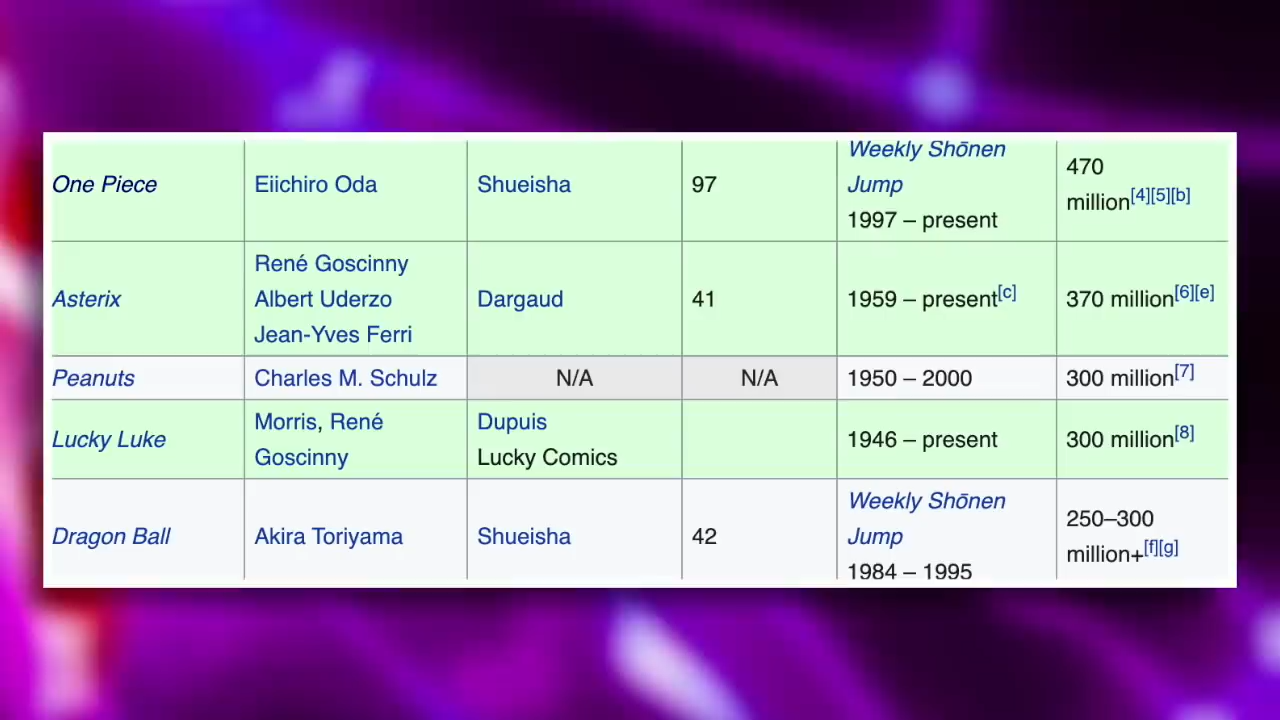 One Piece
Eiichiro Oda
Shueisha
97
Weekly Shōnen
Jump
1997 – present
470
million[4][5][b]
Asterix
René Goscinny
Albert Uderzo
Jean-Yves Ferri
Dargaud
41
1959 – present[c]
370 million[6][e]
Peanuts
Charles M. Schulz
N/A
N/A
1950 – 2000
300 million[7]
Lucky Luke
Morris, René
Goscinny
Dupuis
Lucky Comics
1946 – present
300 million[8]
Dragon Ball
Akira Toriyama
Shueisha
42
Weekly Shōnen
Jump
1984 – 1995
250–300
million+[f][g]